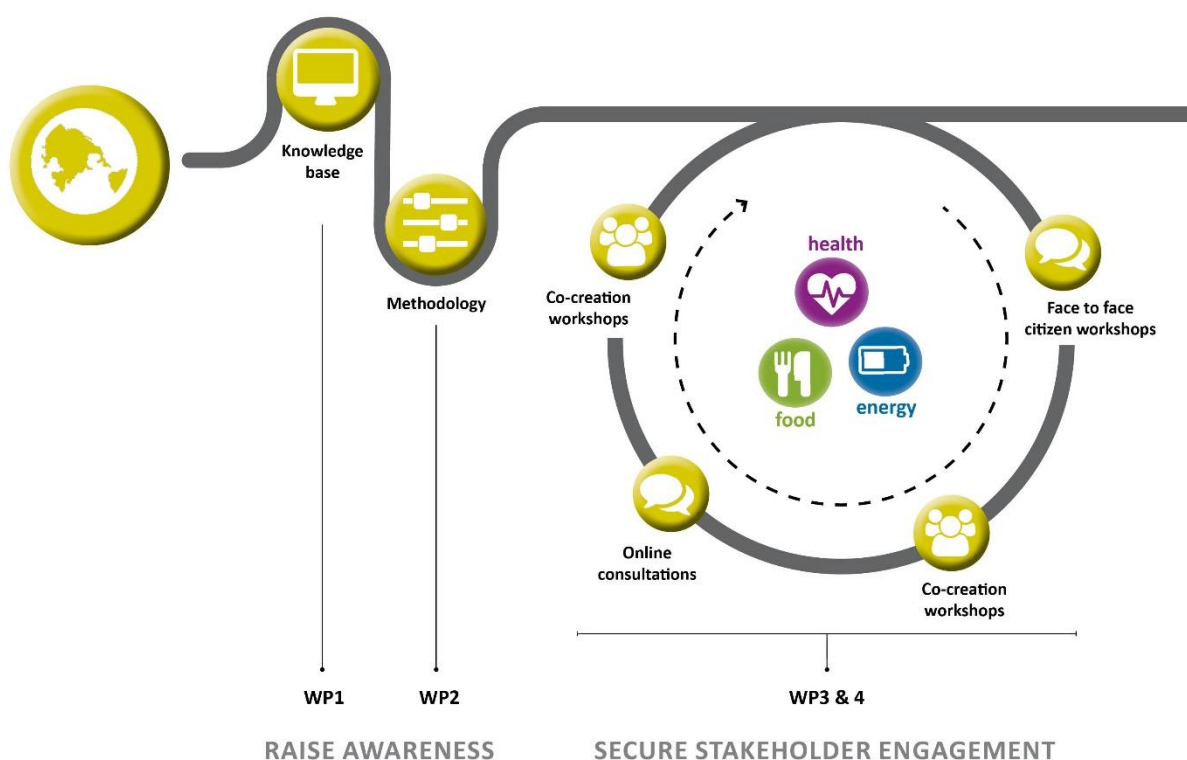 Knowledge
base
Methodology
health
food
energy
Co-creation
workshops
Face to face
citizen workshops
Online
consultations
Co-creation
workshops
WP1
WP2
WP3 & 4
RAISE AWARENESS
SECURE STAKEHOLDER ENGAGEMENT